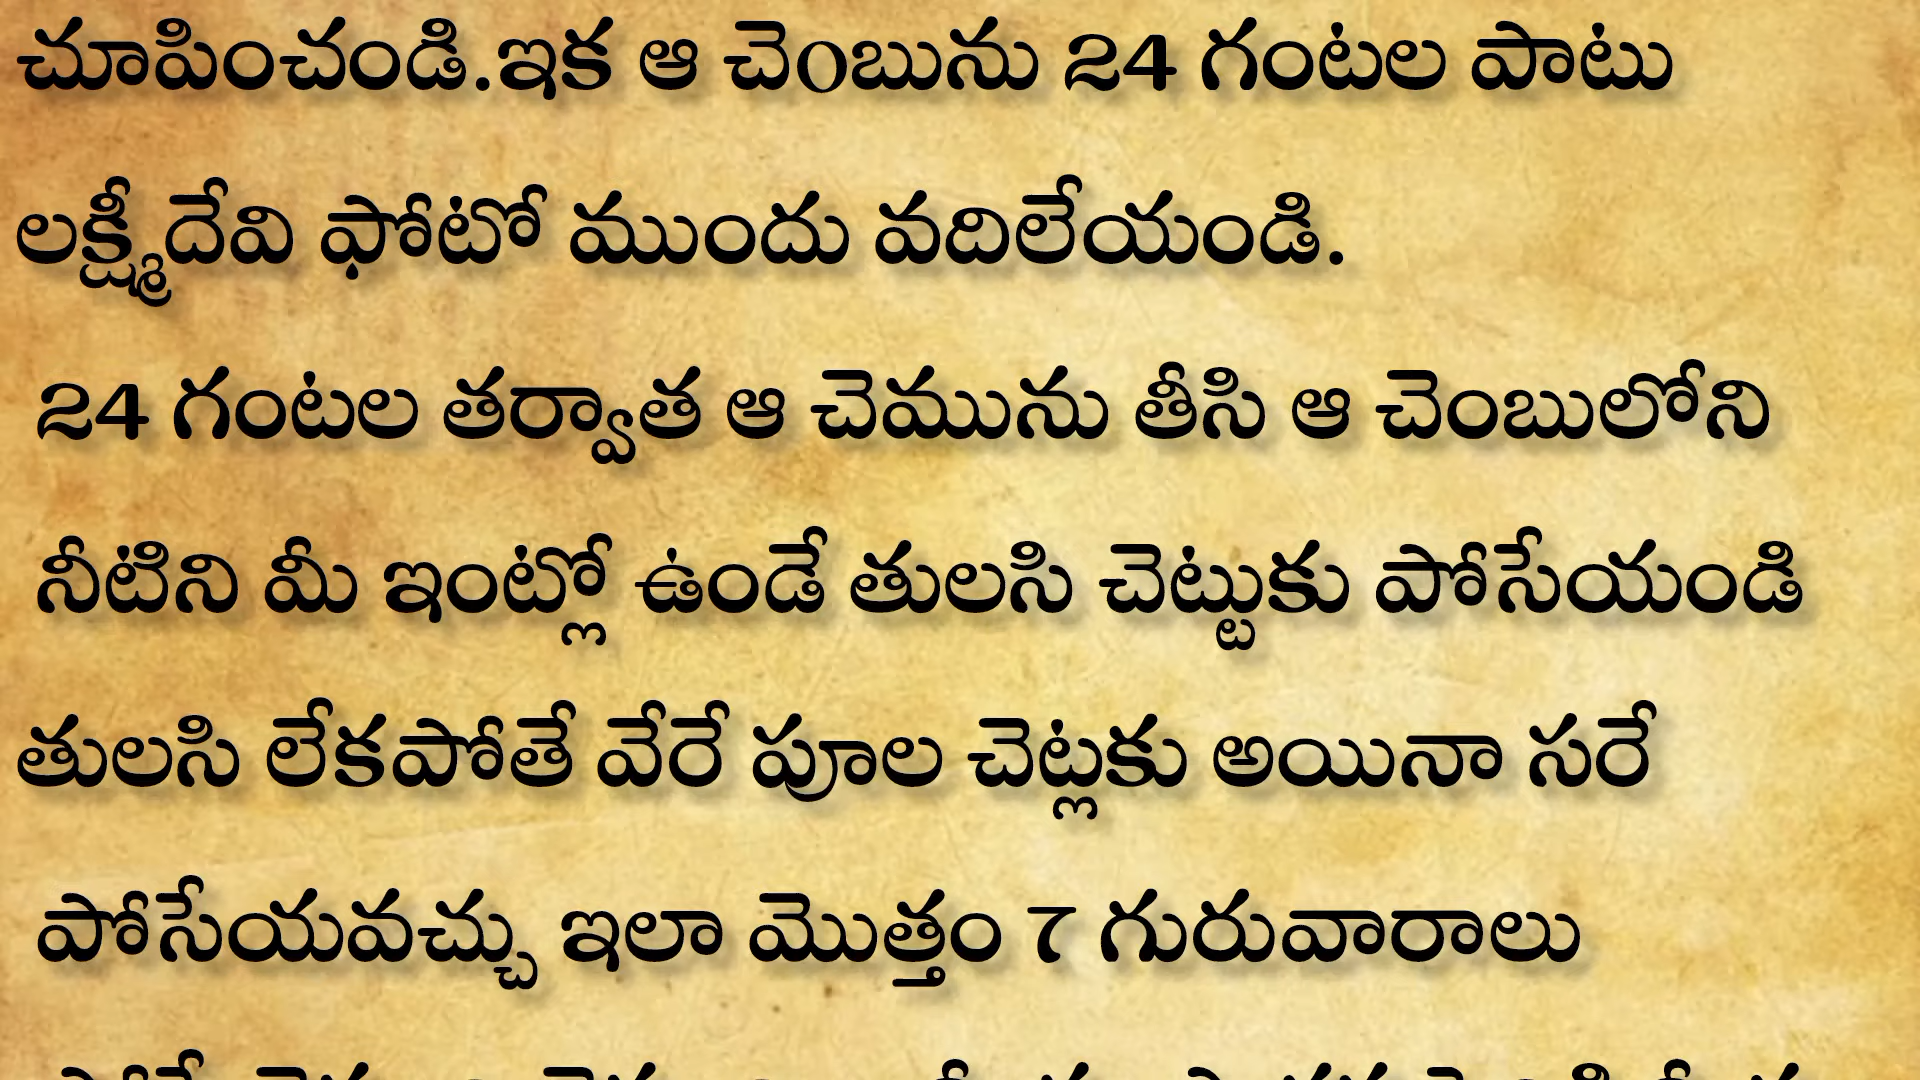 చూపించండి.ఇక ఆ చెంబును 24 గంటల పాటు
లక్ష్మీదేవి ఫోటో ముందు వదిలేయండి.
24 గంటల తర్వాత ఆ చెమును తీసి ఆ చెంబులోని
నీటిని మీ ఇంట్లో ఉండే తులసి చెట్టుకు పోసేయండి
తులసి లేకపోతే వేరే పూల చెట్లకు అయినా సరే
పోసేయవచ్చు ఇలా మొత్తం 7 గురువారాలు